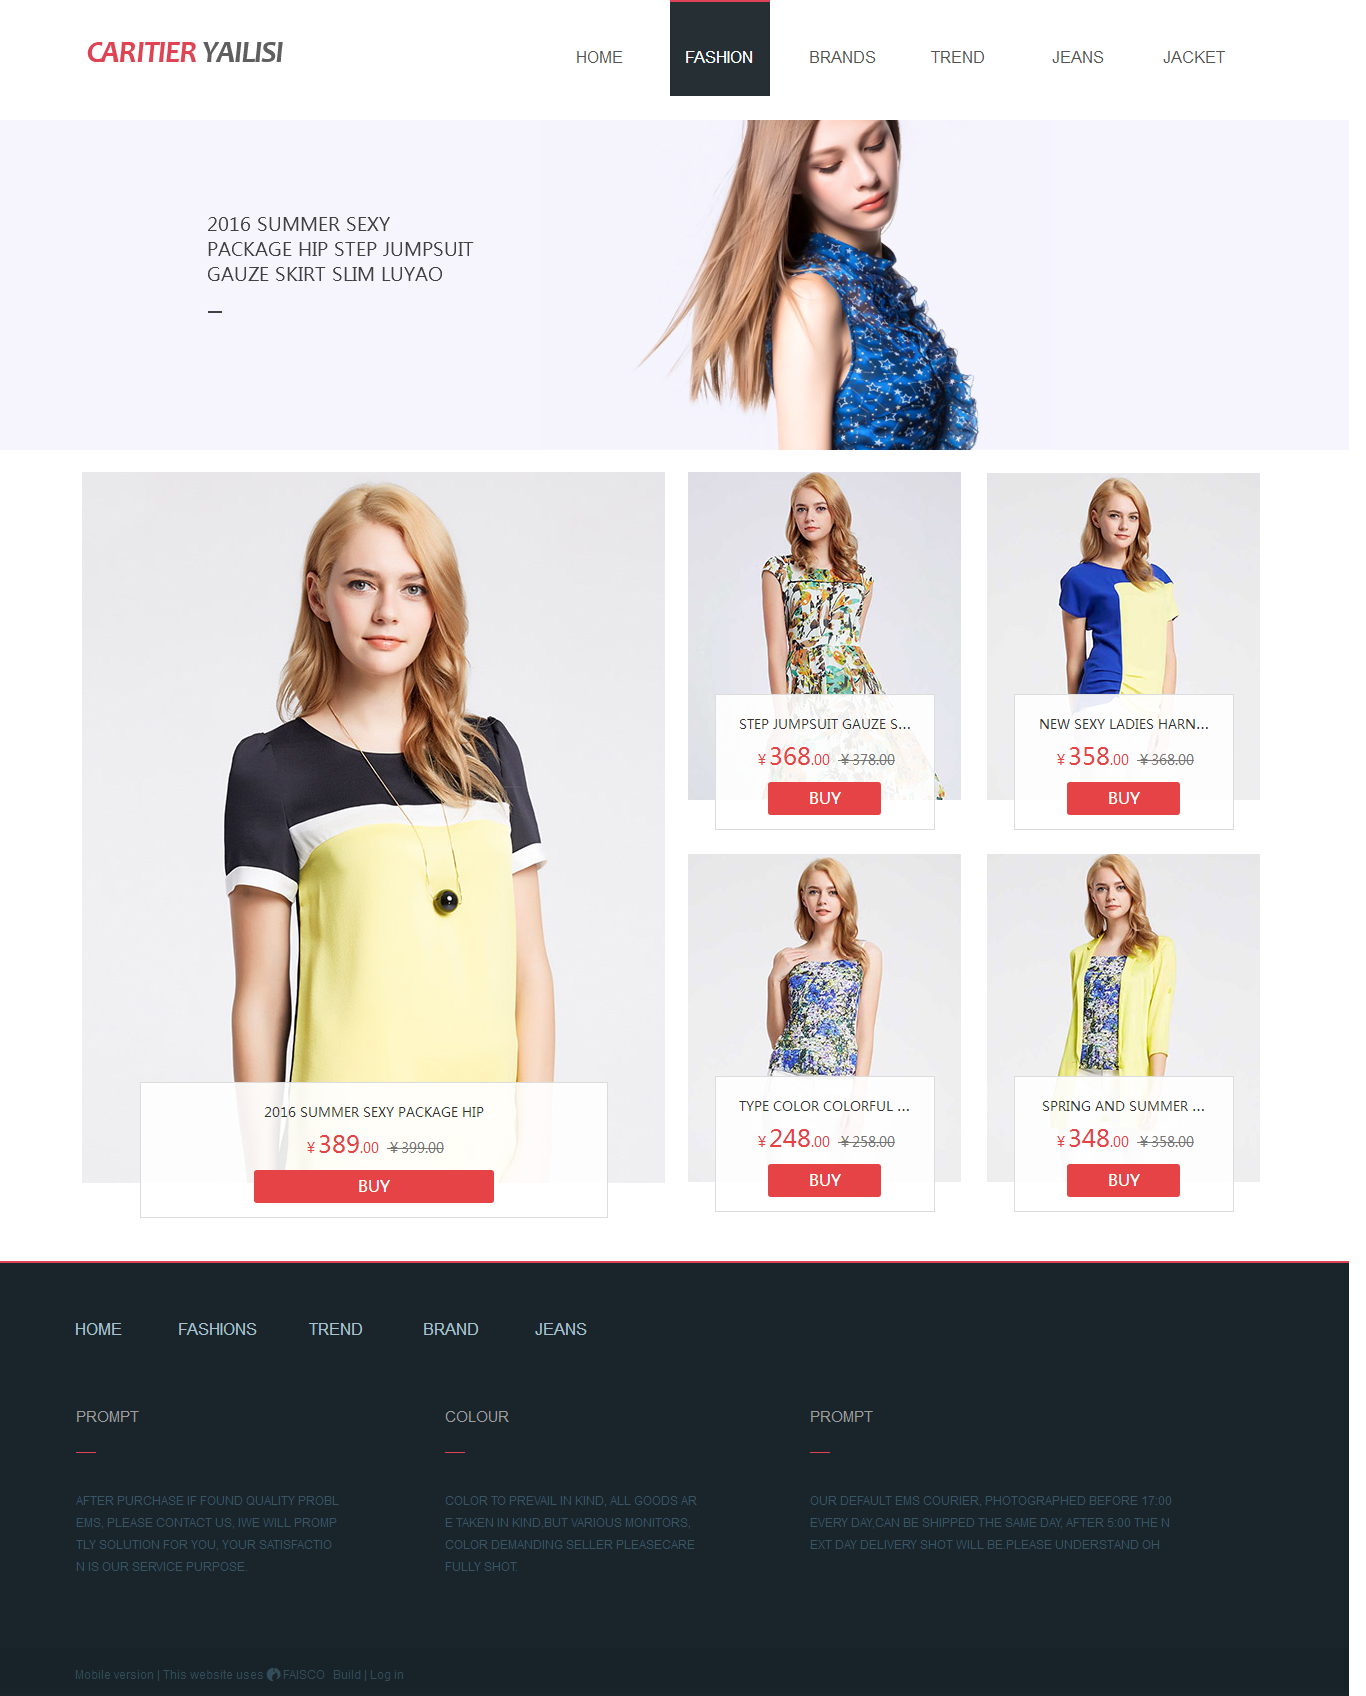 CARITIER YAILISI
HOME FASHION BRANDS TREND JEANS JACKET
2016 SUMMER SEXY
PACKAGE HIP STEP JUMPSUIT
GAUZE SKIRT SLIM LUYAO
STEP JUMPSUIT GAUZE S...
¥ 368.00 ¥ 378.00
BUY
NEW SEXY LADIES HARN...
¥ 358.00 ¥ 368.00
BUY
2016 SUMMER SEXY PACKAGE HIP
¥ 389.00 ¥ 399.00
BUY
TYPE COLOR COLORFUL ...
¥ 248.00 ¥ 258.00
BUY
SPRING AND SUMMER ...
¥ 348.00 ¥ 358.00
BUY
HOME FASHIONS TREND BRAND JEANS
PROMPT
AFTER PURCHASE IF FOUND QUALITY PROBL
EMS, PLEASE CONTACT US, IWE WILL PROMP
TLY SOLUTION FOR YOU, YOUR SATISFACTIO
N IS OUR SERVICE PURPOSE.
COLOUR
COLOR TO PREVAIL IN KIND, ALL GOODS AR
E TAKEN IN KIND,BUT VARIOUS MONITORS,
COLOR DEMANDING SELLER PLEASECARE
FULLY SHOT.
PROMPT
OUR DEFAULT EMS COURIER, PHOTOGRAPHED BEFORE 17:00
EVERY DAY,CAN BE SHIPPED THE SAME DAY, AFTER 5:00 THE N
EXT DAY DELIVERY SHOT WILL BE.PLEASE UNDERSTAND OH
Mobile version | This website uses FAISCO Build | Log in